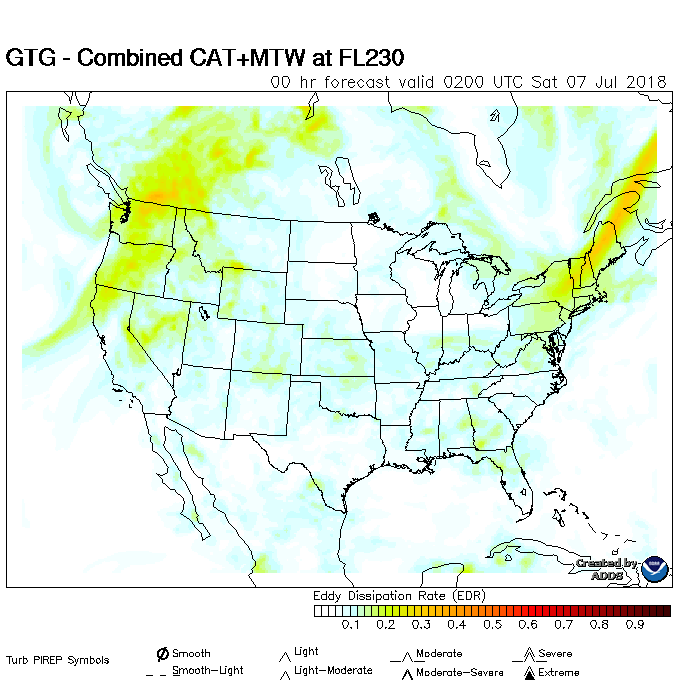 GTG - Combined CAT+MTW at FL230
00 hr forecast valid 0200 UTC Sat 07 Jul 2018
Created by
ADDS
Eddy Dissipation Rate (EDR)
0.1 0.2 0.3 0.4 0.5 0.6 0.7 0.8 0.9
Turb PIREP Symbols
Smooth Light Moderate Severe
Smooth-Light Light-Moderate Moderate-Severe Extreme